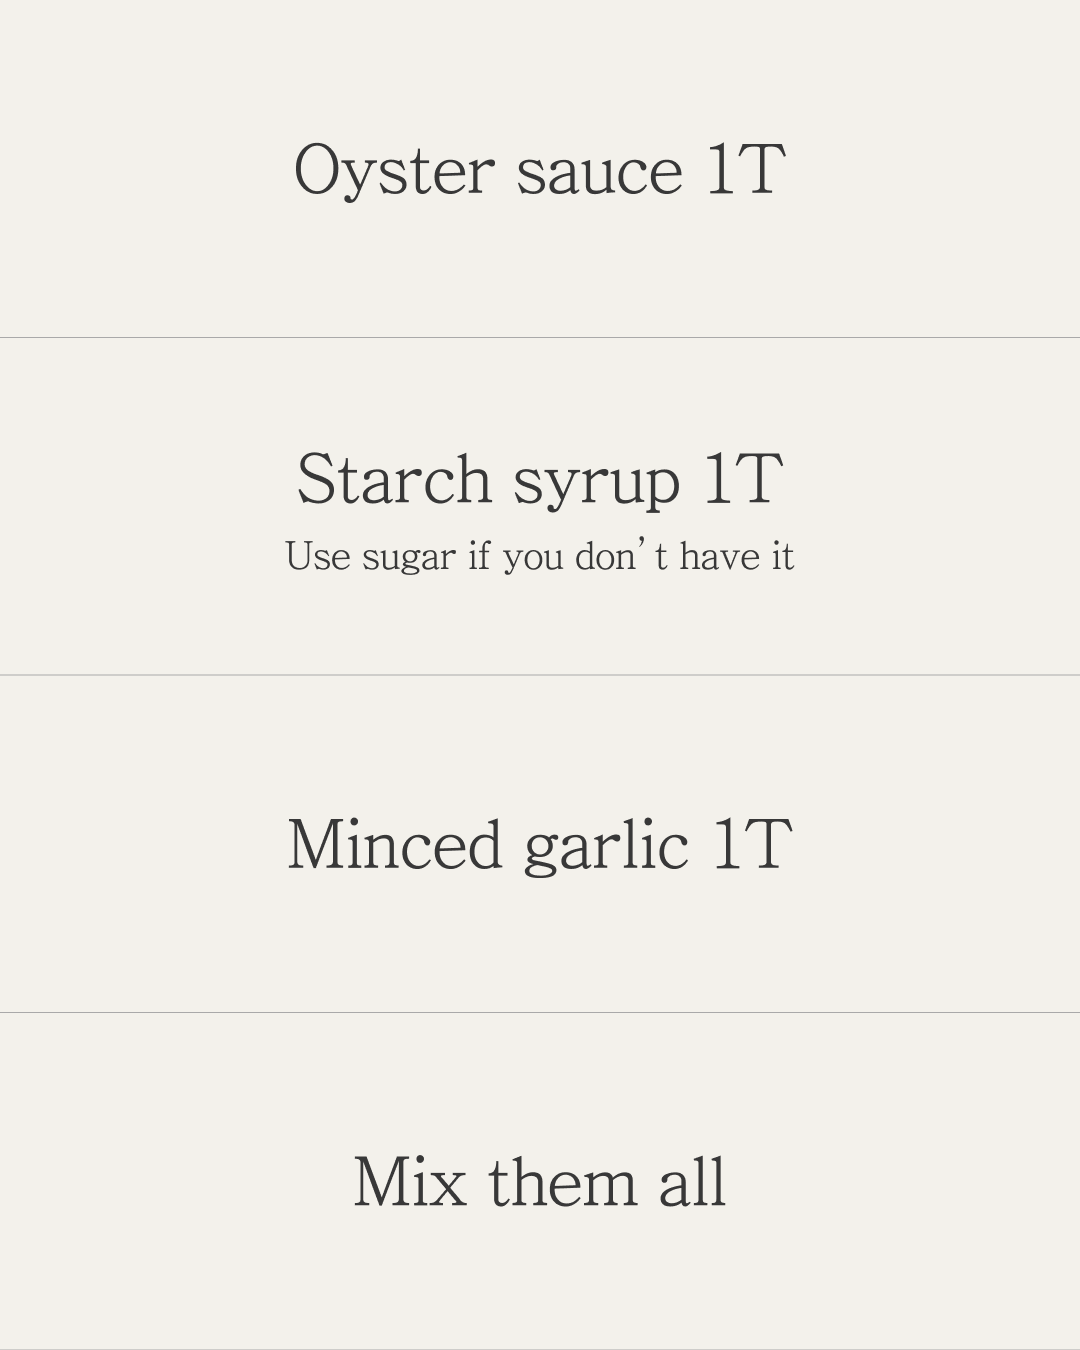 Oyster sauce 1T
Starch syrup 1T
Use sugar if you don’t have it
Minced garlic 1T
Mix them all